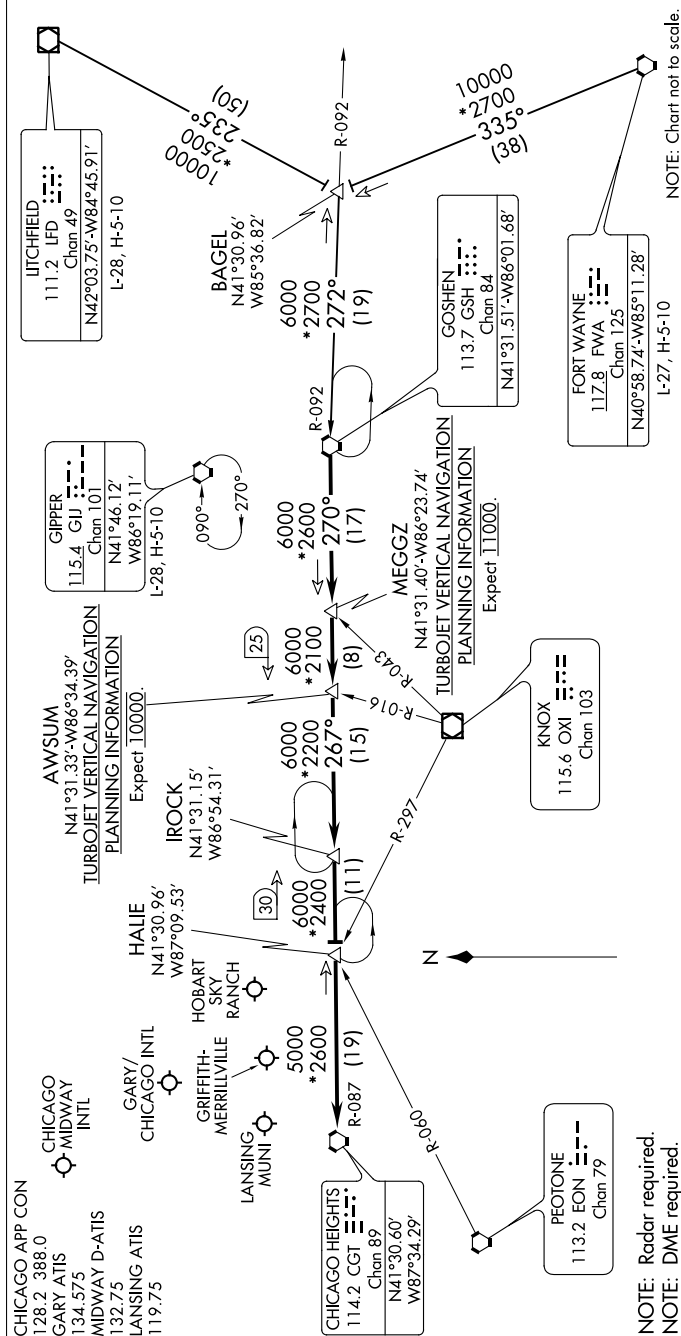 CHICAGO APP CON
128.2 388.0
GARY ATIS
134.575
MIDWAY D-ATIS
132.75
LANSING ATIS
119.75
CHICAGO
MIDWAY
INTL
GARY/
CHICAGO INTL
GRIFFITH-
MERRILLVILLE
HOBART
SKY
RANCH
LANSING
MUNI
CHICAGO HEIGHTS
114.2 CGT
Chan 89
N41°30.60'
W87°34.29'
R-087
5000
*2600
(19)
HALIE
N41°30.96'
W87°09.53'
30
6000
*2400
(11)
IROCK
N41°31.15'
W86°54.31'
AWSUM
N41°31.33'-W86°34.39'
TURBOJET VERTICAL NAVIGATION
PLANNING INFORMATION
Expect 10000.
6000
*2200
267°
(15)
25
6000
*2100
(8)
MEGGZ
N41°31.40'-W86°23.74'
TURBOJET VERTICAL NAVIGATION
PLANNING INFORMATION
Expect 11000.
GIPPER
115.4 GIJ
Chan 101
N41°46.12'
W86°19.11'
L-28, H-5-10
090°
270°
6000
*2600
270°
(17)
GOSHEN
113.7 GSH
Chan 84
N41°31.51'-W86°01.68'
R-092
6000
*2700
272°
(19)
BAGEL
N41°30.96'
W85°36.82'
R-092
LITCHFIELD
111.2 LFD
Chan 49
N42°03.75'-W84°45.91'
L-28, H-5-10
10000
*2500
235°
(50)
10000
*2700
335°
(38)
FORT WAYNE
117.8 FWA
Chan 125
N40°58.74'-W85°11.28'
L-27, H-5-10
R-043
R-016
R-297
KNOX
115.6 OXI
Chan 103
N
R-060
PEOTONE
113.2 EON
Chan 79
NOTE: Radar required.
NOTE: DME required.
NOTE: Chart not to scale.